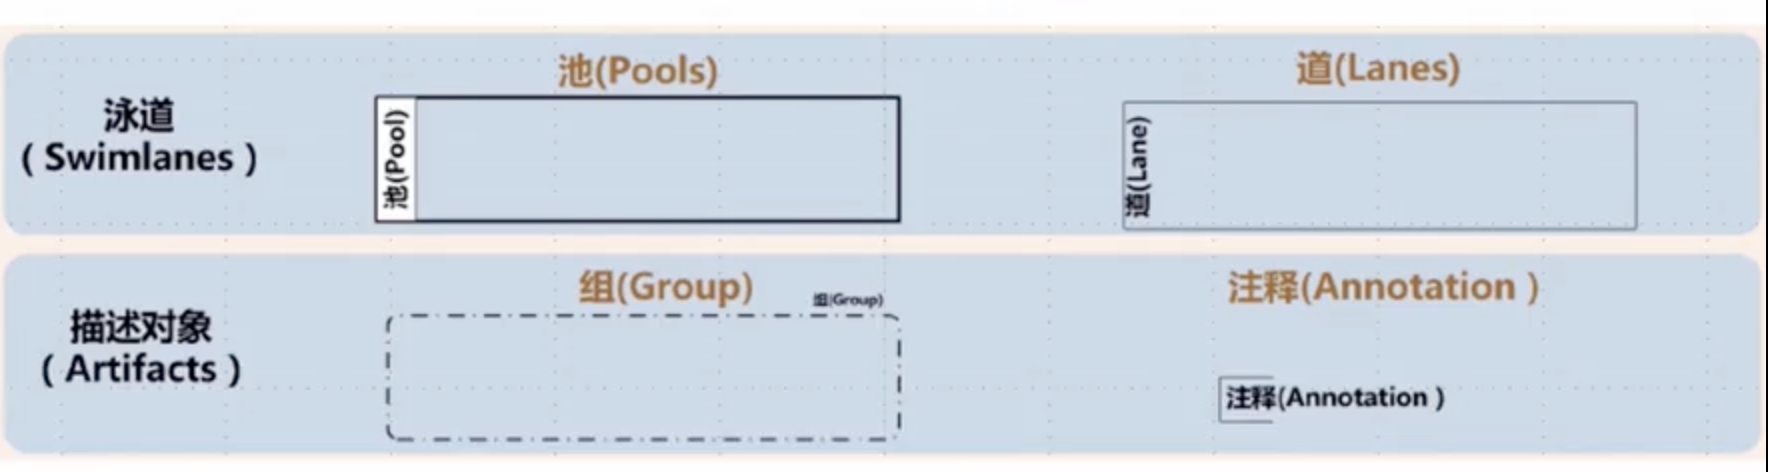 泳道
( Swimlanes )
池(Pools)
池(Pool)
道(Lanes)
道(Lane)
描述对象
( Artifacts )
组(Group)
组(Group)
注释(Annotation )
注释(Annotation )